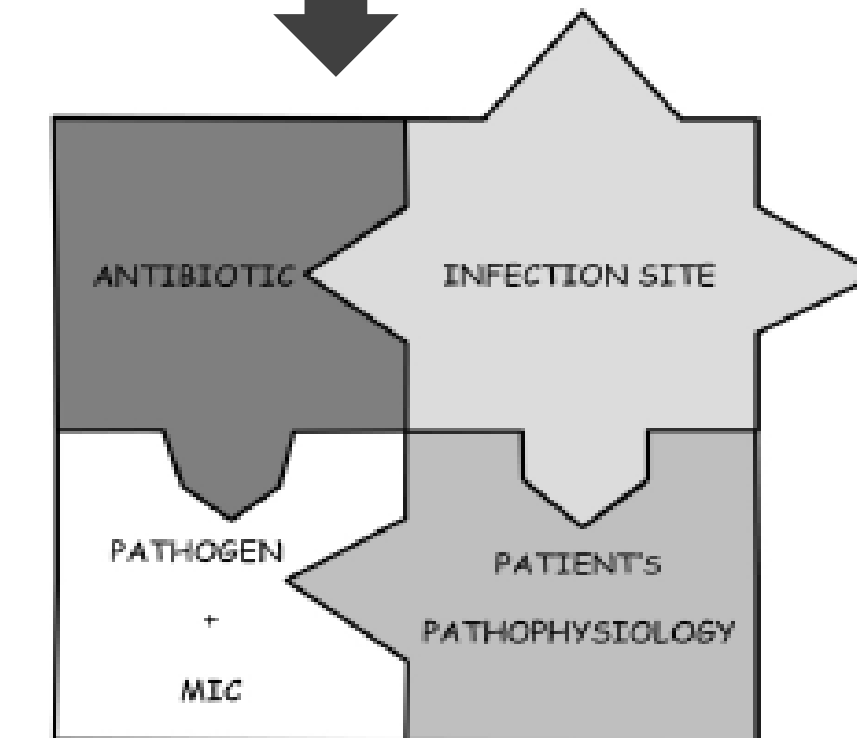 ANTIBIOTIC
INFECTION SITE
PATHOGEN
+
MIC
PATIENT's
PATHOPHYSIOLOGY